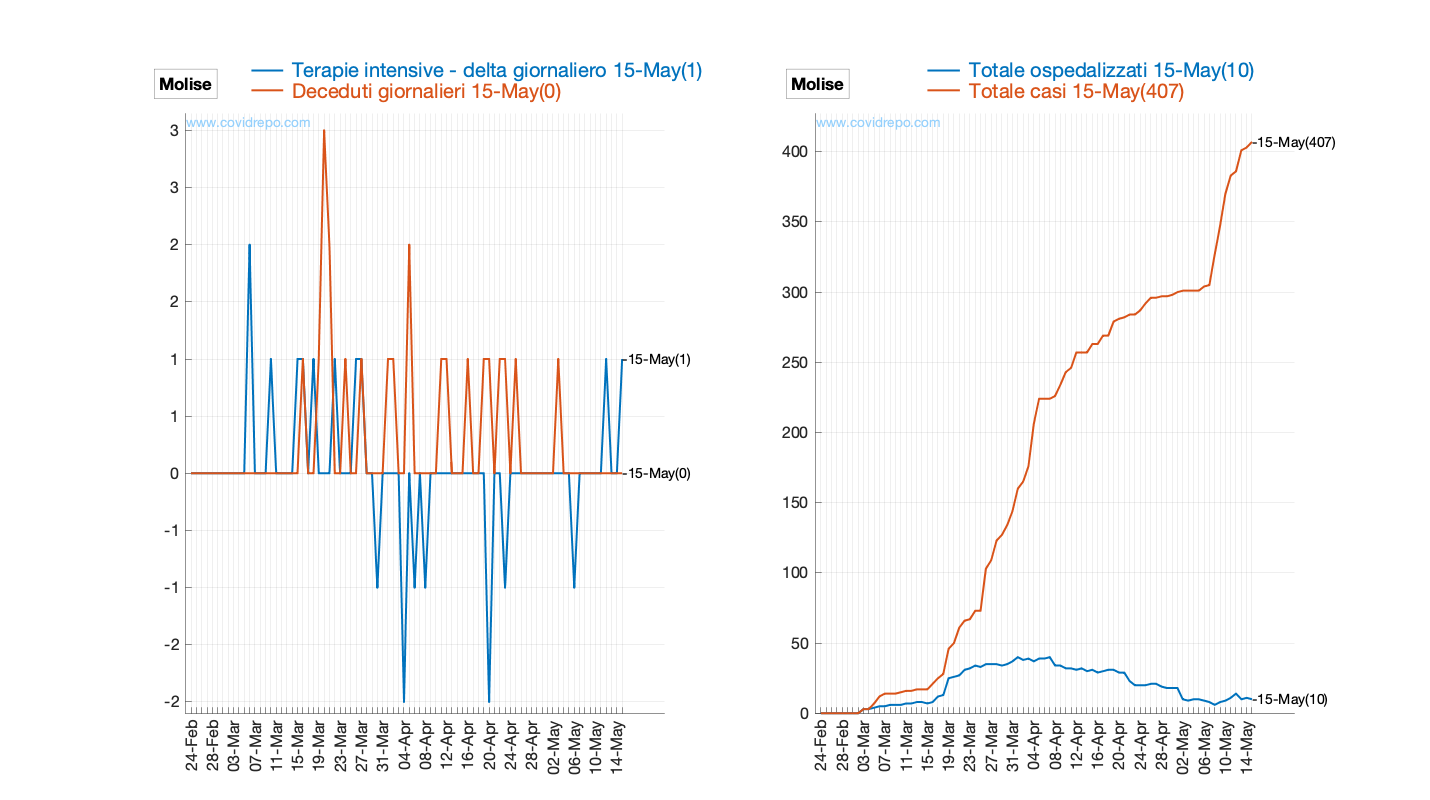 Molise
Terapie intensive - delta giornaliero 15-May(1)
Deceduti giornalieri 15-May(0)
www.covidrepo.com
3
3
2
2
1
1
0
-1
-1
-2
-2
15-May(1)
15-May(0)
24-Feb
28-Feb
03-Mar
07-Mar
11-Mar
15-Mar
19-Mar
23-Mar
27-Mar
31-Mar
04-Apr
08-Apr
12-Apr
16-Apr
20-Apr
24-Apr
28-Apr
02-May
06-May
10-May
14-May
Molise
Totale ospedalizzati 15-May(10)
Totale casi 15-May(407)
www.covidrepo.com
400
350
300
250
200
150
100
50
0
15-May(407)
15-May(10)
24-Feb
28-Feb
03-Mar
07-Mar
11-Mar
15-Mar
19-Mar
23-Mar
27-Mar
31-Mar
04-Apr
08-Apr
12-Apr
16-Apr
20-Apr
24-Apr
28-Apr
02-May
06-May
10-May
14-May